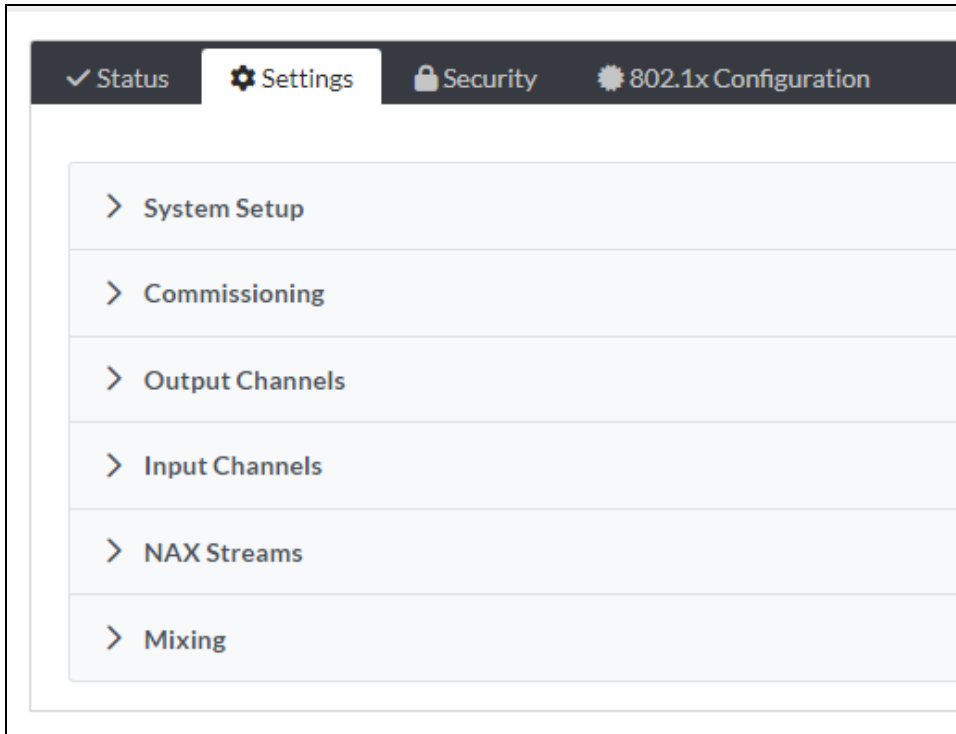 Status Settings Security 802.1x Configuration
System Setup
Commissioning
Output Channels
Input Channels
NAX Streams
Mixing